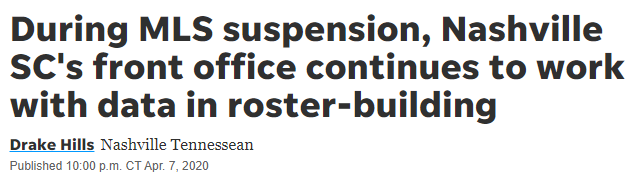 During MLS suspension, Nashville
SC's front office continues to work
with data in roster-building
Drake Hills Nashville Tennessean
Published 10:00 p.m. CT Apr. 7, 2020